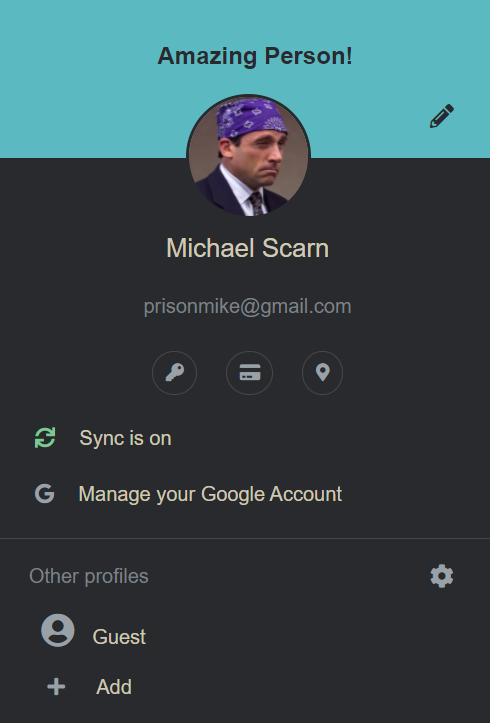 Amazing Person!
Michael Scarn
prisonmike@gmail.com
Sync is on
Manage your Google Account
Other profiles
Guest
Add